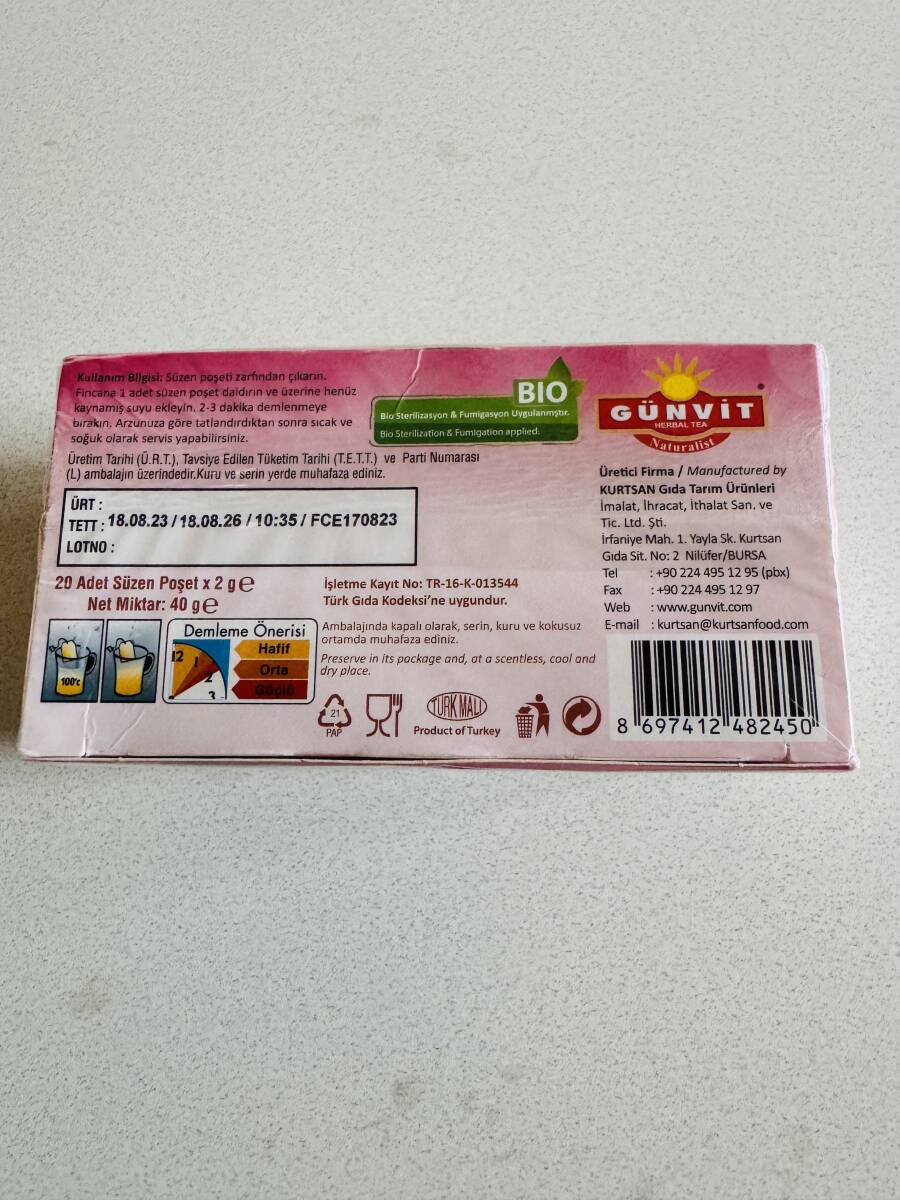 Kullanım Bilgisi: Süzen poşeti zarfından çıkarın.
Fincana 1 adet süzen poşet daldırın ve üzerine henüz
kaynamış suyu ekleyin. 2-3 dakika demlenmeye
bırakın. Arzunuza göre tatlandırdıktan sonra sıcak ve
soğuk olarak servis yapabilirsiniz.
BIO
Bio Sterilizasyon & Fumigasyon Uygulanmıştır.
Bio Sterilization & Fumigation applied.
GÜNVİT
HERBAL TEA
Naturalist
Üretim Tarihi (Ü.R.T.), Tavsiye Edilen Tüketim Tarihi (T.E.T.T.) ve Parti Numarası
(L) ambalajın üzerindedir.Kuru ve serin yerde muhafaza ediniz.
ÜRT :
TETT : 18.08.23 / 18.08.26 / 10:35 / FCE170823
LOTNO :
Üretici Firma / Manufactured by
KURTSAN Gıda Tarım Ürünleri
İmalat, İhracat, İthalat San. ve
Tic. Ltd. Şti.
İrfaniye Mah. 1. Yayla Sk. Kurtsan
Gıda Sit. No: 2 Nilüfer/BURSA
Tel : +90 224 495 12 95 (pbx)
Fax : +90 224 495 12 97
Web : www.gunvit.com
E-mail : kurtsan@kurtsanfood.com
20 Adet Süzen Poşet x 2 g e
Net Miktar: 40 g e
İşletme Kayıt No: TR-16-K-013544
Türk Gıda Kodeksi'ne uygundur.
100°c
Demleme Önerisi
12
1
2
3
Hafif
Orta
Güçlü
Ambalajında kapalı olarak, serin, kuru ve kokusuz
ortamda muhafaza ediniz.
Preserve in its package and, at a scentless, cool and
dry place.
21
PAP
TÜRK MALI
Product of Turkey
8 697412 482450